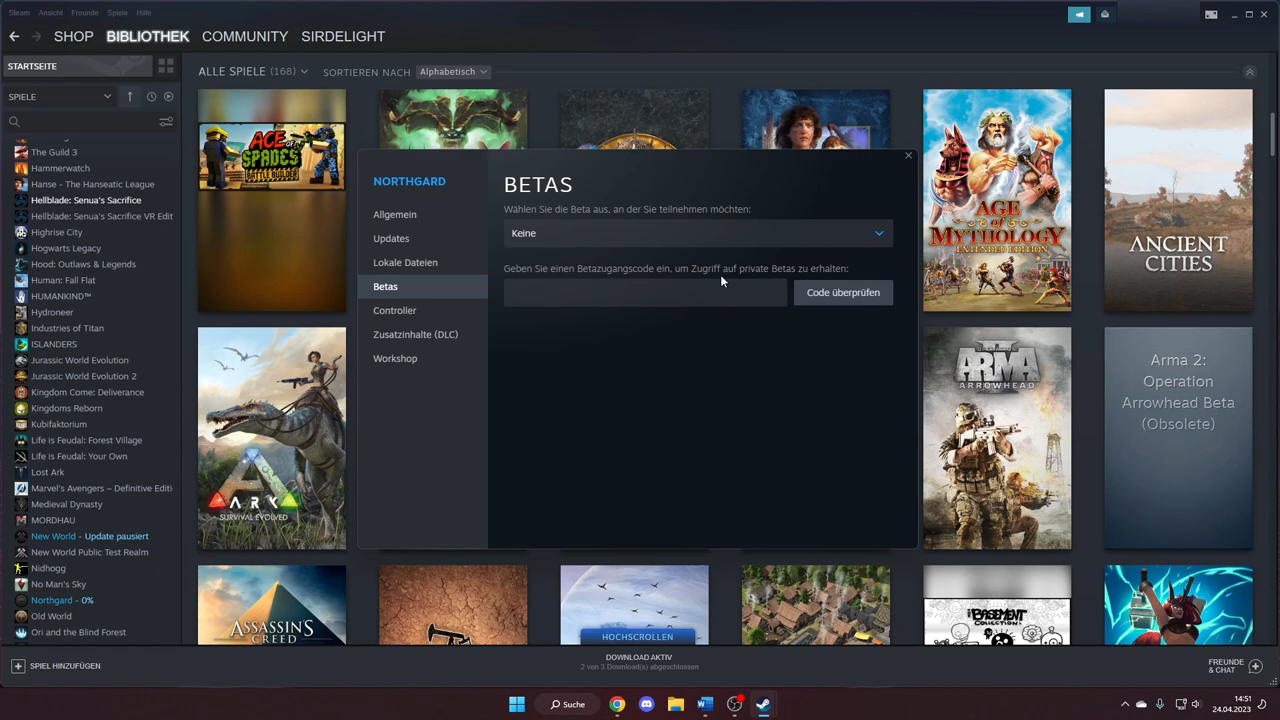 Steam Ansicht Freunde Spiele Hilfe
SHOP BIBLIOTHEK COMMUNITY SIRDELIGHT
STARTSEITE
SPIELE
The Guild 3
Hammerwatch
Hanse - The Hanseatic League
Hellblade: Senua's Sacrifice
Hellblade: Senua's Sacrifice VR Edit
Highrise City
Hogwarts Legacy
Hood: Outlaws & Legends
Human: Fall Flat
HUMANKIND™
Hydroneer
Industries of Titan
ISLANDERS
Jurassic World Evolution
Jurassic World Evolution 2
Kingdom Come: Deliverance
Kingdoms Reborn
Kubifaktorium
Life is Feudal: Forest Village
Life is Feudal: Your Own
Lost Ark
Marvel's Avengers – Definitive Editi
Medieval Dynasty
MORDHAU
New World - Update pausiert
New World Public Test Realm
Nidhogg
No Man's Sky
Northgard - 0%
Old World
Ori and the Blind Forest
SPIEL HINZUFÜGEN
ALLE SPIELE (168) SORTIEREN NACH Alphabetisch
ACE OF
SPADES
BATTLE BUILDER
AGE
of
MYTHOLOGY
EXTENDED EDITION
ANCIENT
CITIES
NORTHGARD
Allgemein
Updates
Lokale Dateien
Betas
Controller
Zusatzinhalte (DLC)
Workshop
BETAS
Wählen Sie die Beta aus, an der Sie teilnehmen möchten:
Keine
Geben Sie einen Betazugangscode ein, um Zugriff auf private Betas zu erhalten:
Code überprüfen
ARK
SURVIVAL EVOLVED
ARMA II
ARROWHEAD
Arma 2:
Operation
Arrowhead Beta
(Obsolete)
ASSASSIN'S
CREED
the BASEMENT
COLLECTION
HOCHSCROLLEN
DOWNLOAD AKTIV
2 von 3 Download(s) abgeschlossen
FREUNDE
& CHAT
Suche
14:51
24.04.2023